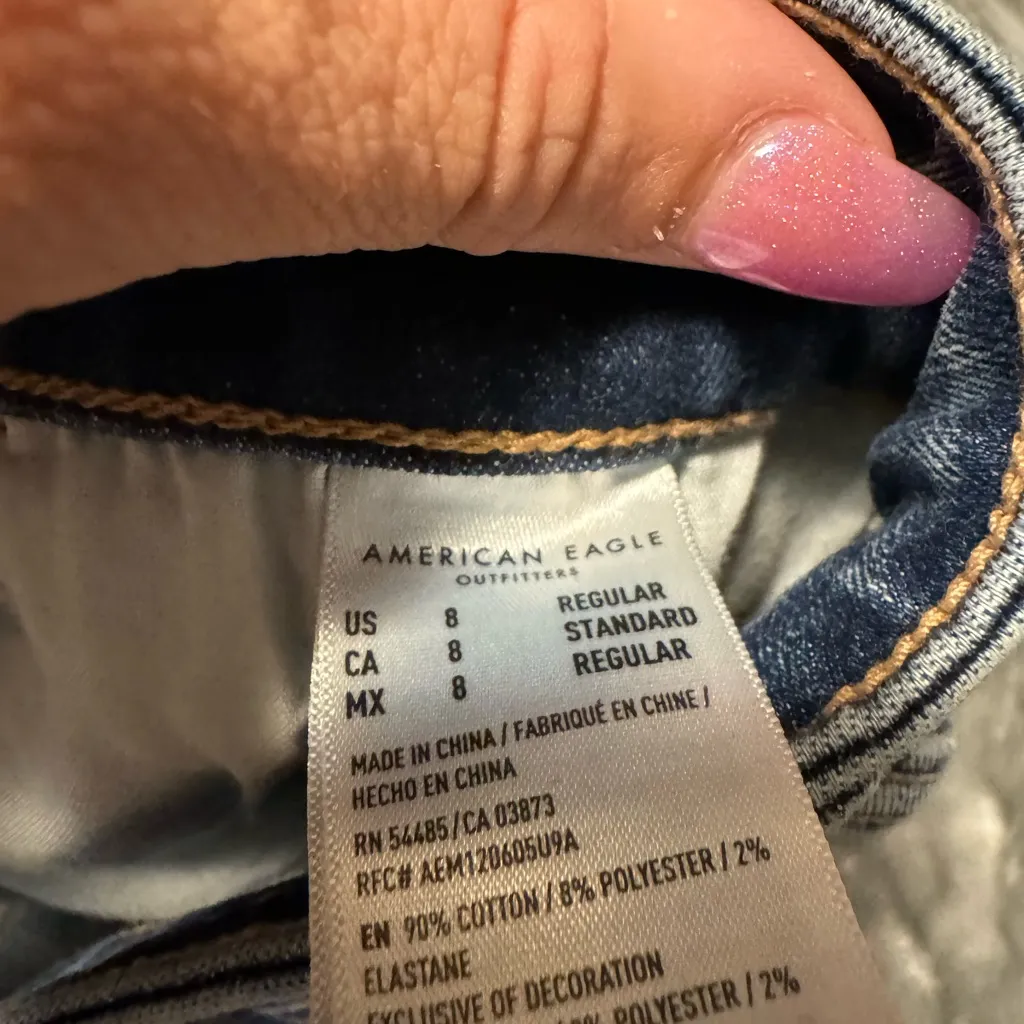 AMERICAN EAGLE
OUTFITTERS
US 8 REGULAR
CA 8 STANDARD
MX 8 REGULAR
MADE IN CHINA / FABRIQUÉ EN CHINE /
HECHO EN CHINA
RN 54485/CA 03873
RFC# AEM120605U9A
EN 90% COTTON / 8% POLYESTER / 2%
ELASTANE
EXCLUSIVE OF DECORATION
POLYESTER / 2%